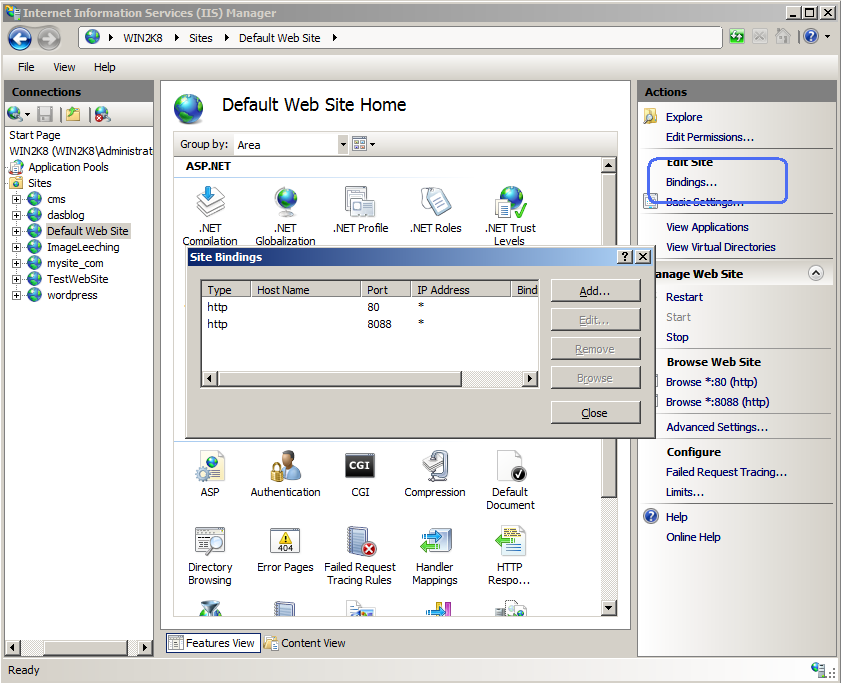 Internet Information Services (IIS) Manager
WIN2K8 Sites Default Web Site
File View Help
Connections
Start Page
WIN2K8 (WIN2K8\Administrat
Application Pools
Sites
cms
dasblog
Default Web Site
ImageLeeching
mysite_com
TestWebSite
wordpress
Default Web Site Home
Group by: Area
ASP.NET
.NET Compilation
.NET Globalization
.NET Profile
.NET Roles
.NET Trust Levels
Site Bindings
Type Host Name Port IP Address Bind
http 80 *
http 8088 *
Add...
Edit...
Remove
Browse
Close
ASP
Authentication
CGI
CGI
Compression
Default Document
Directory Browsing
404
Error Pages
Failed Request Tracing Rules
Handler Mappings
HTTP Respo...
Features View
Content View
Actions
Explore
Edit Permissions...
Edit Site
Bindings...
Basic Settings...
View Applications
View Virtual Directories
anage Web Site
Restart
Start
Stop
Browse Web Site
Browse *:80 (http)
Browse *:8088 (http)
Advanced Settings...
Configure
Failed Request Tracing...
Limits...
Help
Online Help
Ready